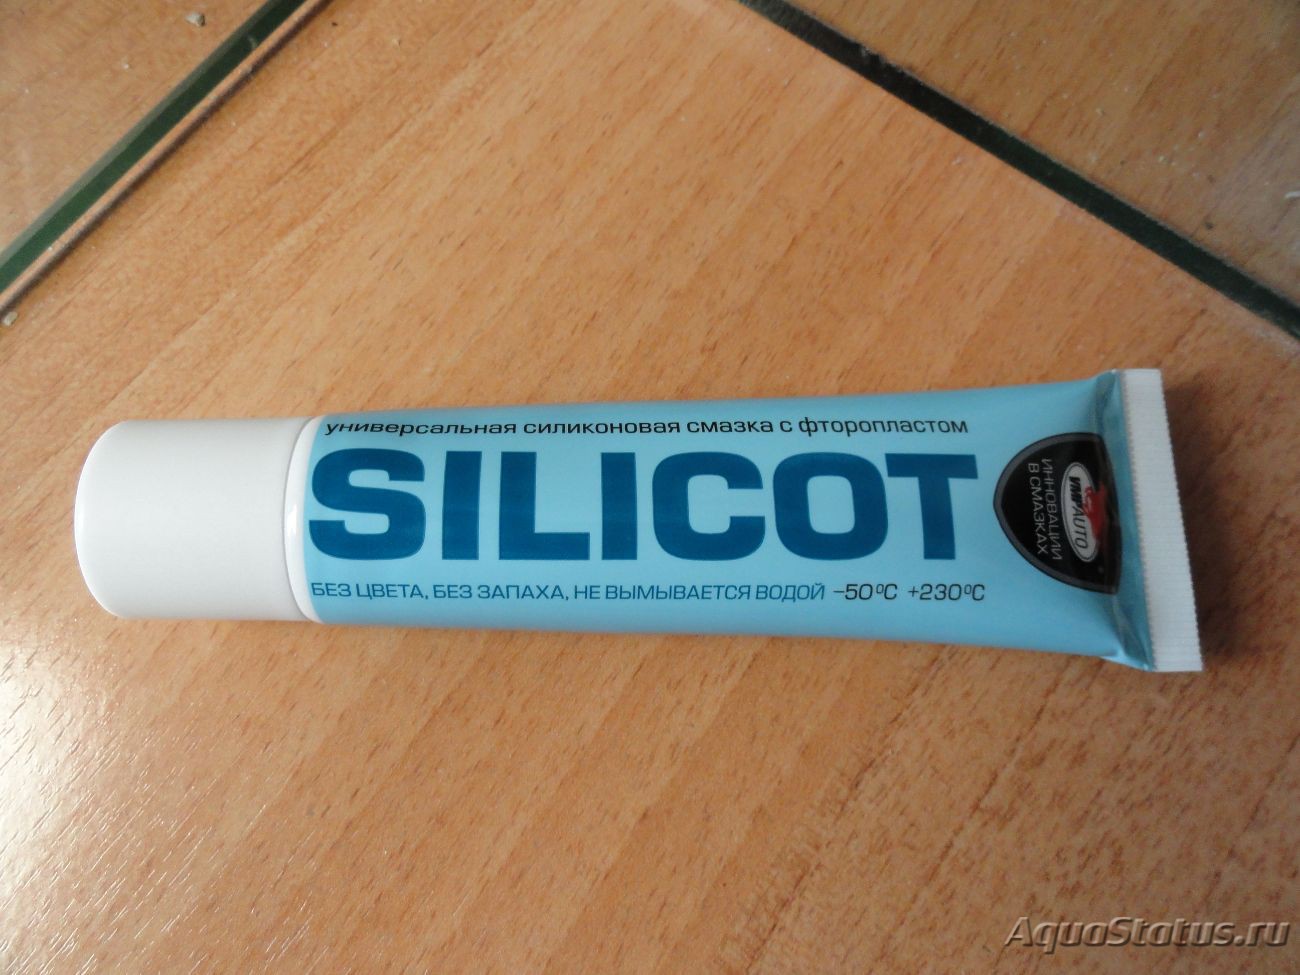 универсальная силиконовая смазка с фторопластом
SILICOT
БЕЗ ЦВЕТА, БЕЗ ЗАПАХА, НЕ ВЫМЫВАЕТСЯ ВОДОЙ –50°C +230°C
VMPAUTO
ИННОВАЦИИ
В СМАЗКАХ
AquaStatus.ru